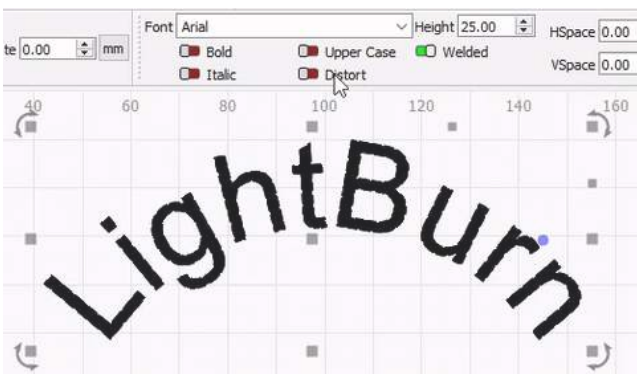 Font Arial Height 25.00 HSpace 0.00
te 0.00 mm Bold Upper Case Welded
Italic Distort VSpace 0.00
40 60 80 100 120 140 160
LightBurn